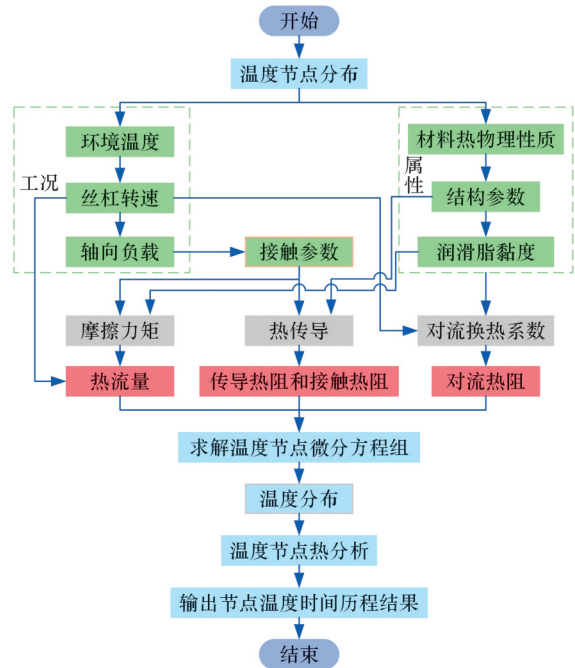 开始
温度节点分布
环境温度
材料热物理性质
工况
属
性
丝杠转速
结构参数
轴向负载
接触参数
润滑脂黏度
摩擦力矩
热传导
对流换热系数
热流量
传导热阻和接触热阻
对流热阻
求解温度节点微分方程组
温度分布
温度节点热分析
输出节点温度时间历程结果
结束